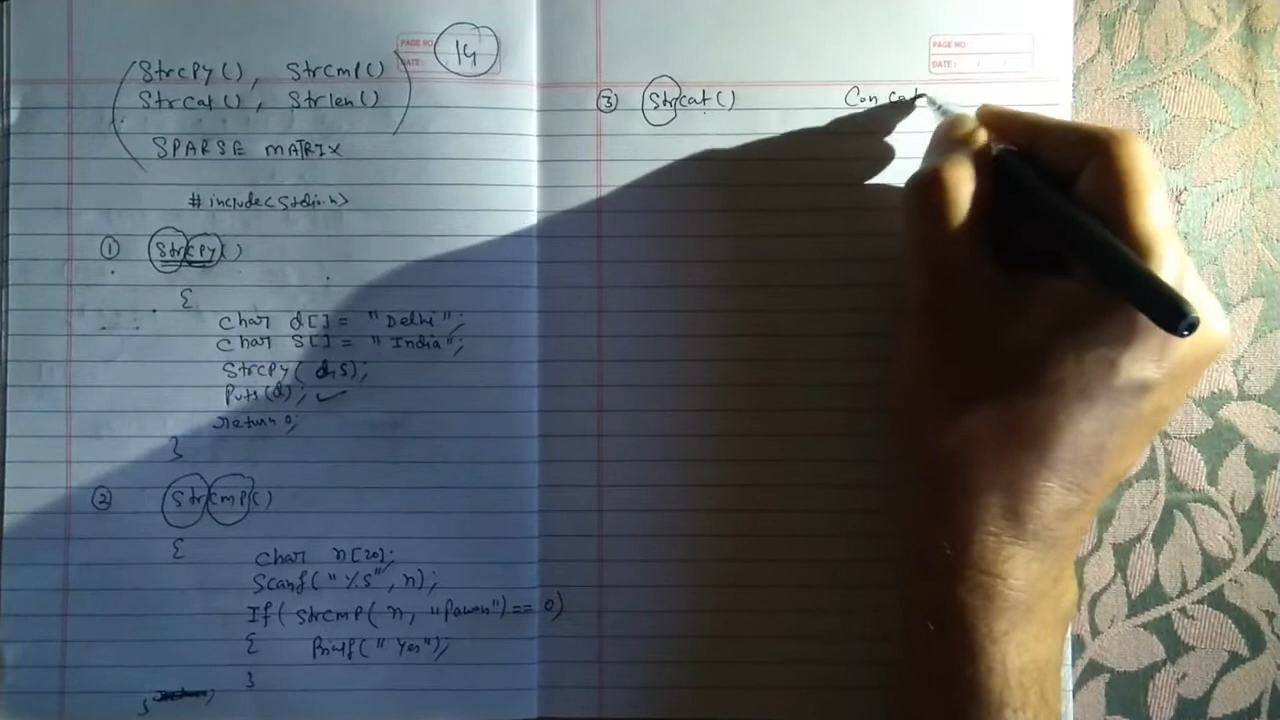 PAGE NO
DATE:
14
(Strcpy(), Strcmp()
Strcat(), Strlen())
SPARSE MATRIX
#include<stdio.h>
① Strcpy()
{
Char d[] = "Delhi";
Char S[] = "India";
Strcpy( d,s);
Puts(d); ✓
return 0;
}
② Strcmp()
{
Char n[20];
Scanf("%s", n);
If( Strcmp( n, "Pawan")== 0)
{ Printf("Yes");
}
PAGE NO
DATE: / /
③ Strcat() Con cat